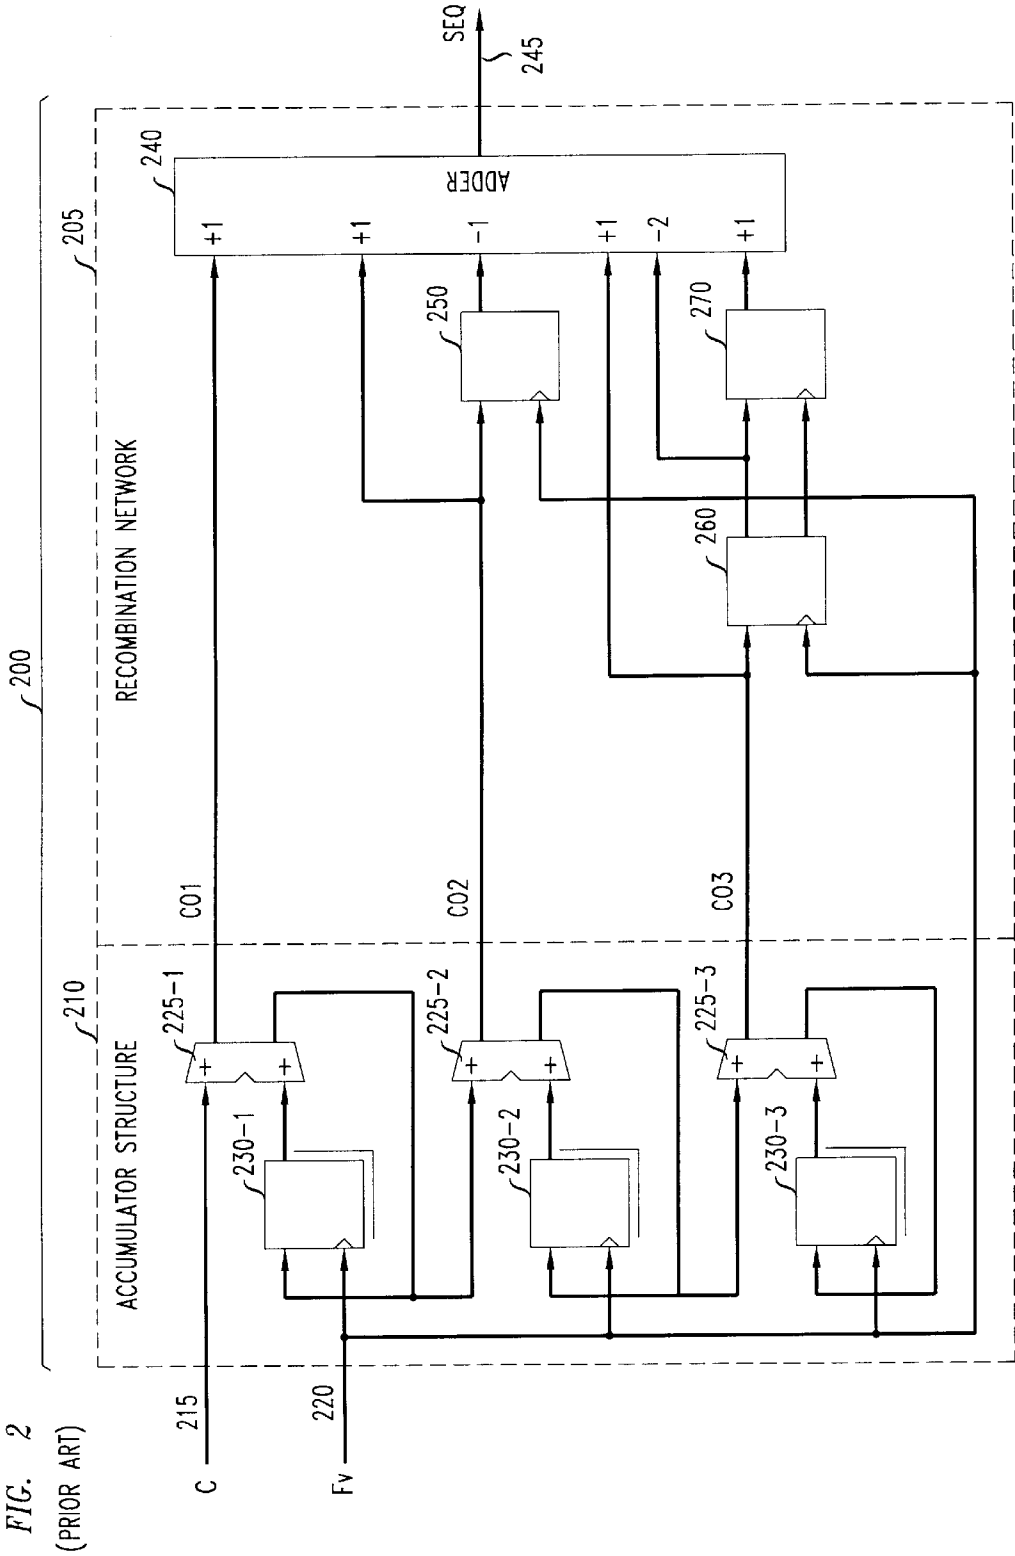 FIG. 2
(PRIOR ART)
200
205
210
ACCUMULATOR STRUCTURE
RECOMBINATION NETWORK
C
215
Fv
220
225-1
+
+
230-1
CO1
225-2
+
+
230-2
CO2
225-3
+
+
230-3
CO3
250
260
270
240
ADDER
+1
+1
-1
+1
-2
+1
SEQ
245